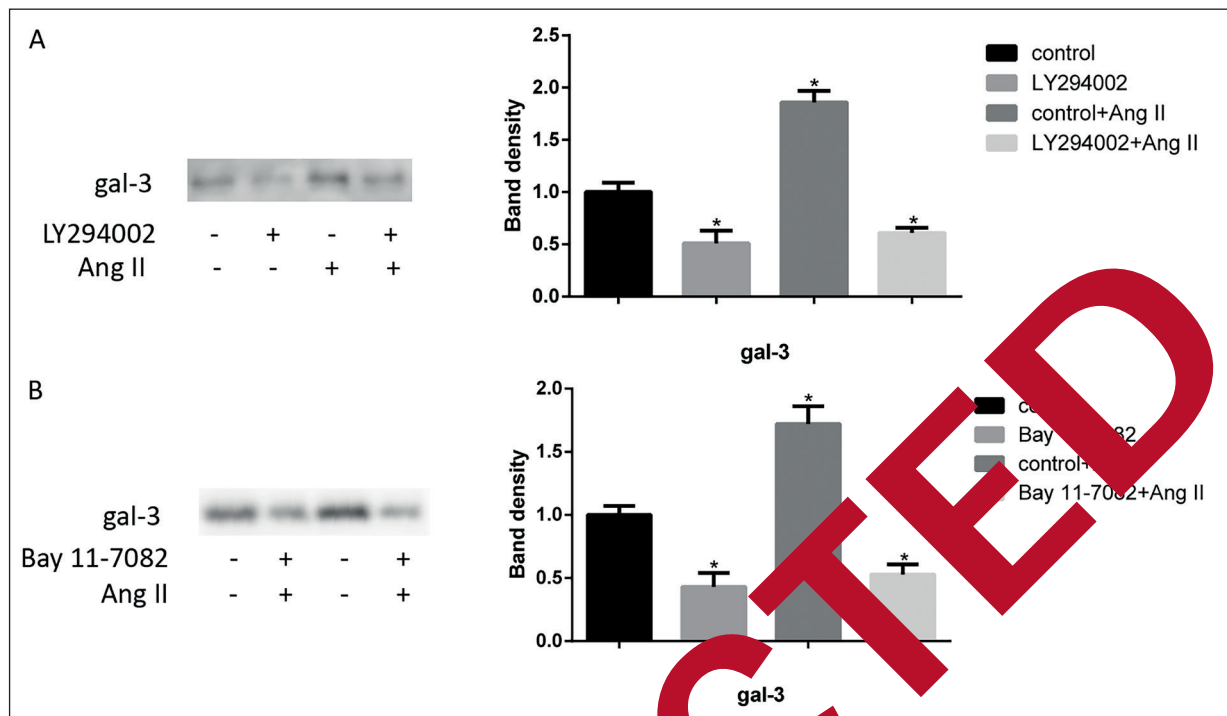 A
2.5
2.0
1.5
1.0
0.5
0.0
Band density
*
*
*
control
LY294002
control+Ang II
LY294002+Ang II
gal-3
LY294002 - + - +
Ang II - - + +
gal-3
B
2.0
1.5
1.0
0.5
0.0
Band density
*
*
*
Bay
control+
Bay 11-7082+Ang II
gal-3
Bay 11-7082 - + - +
Ang II - + - +
gal-3
CTED